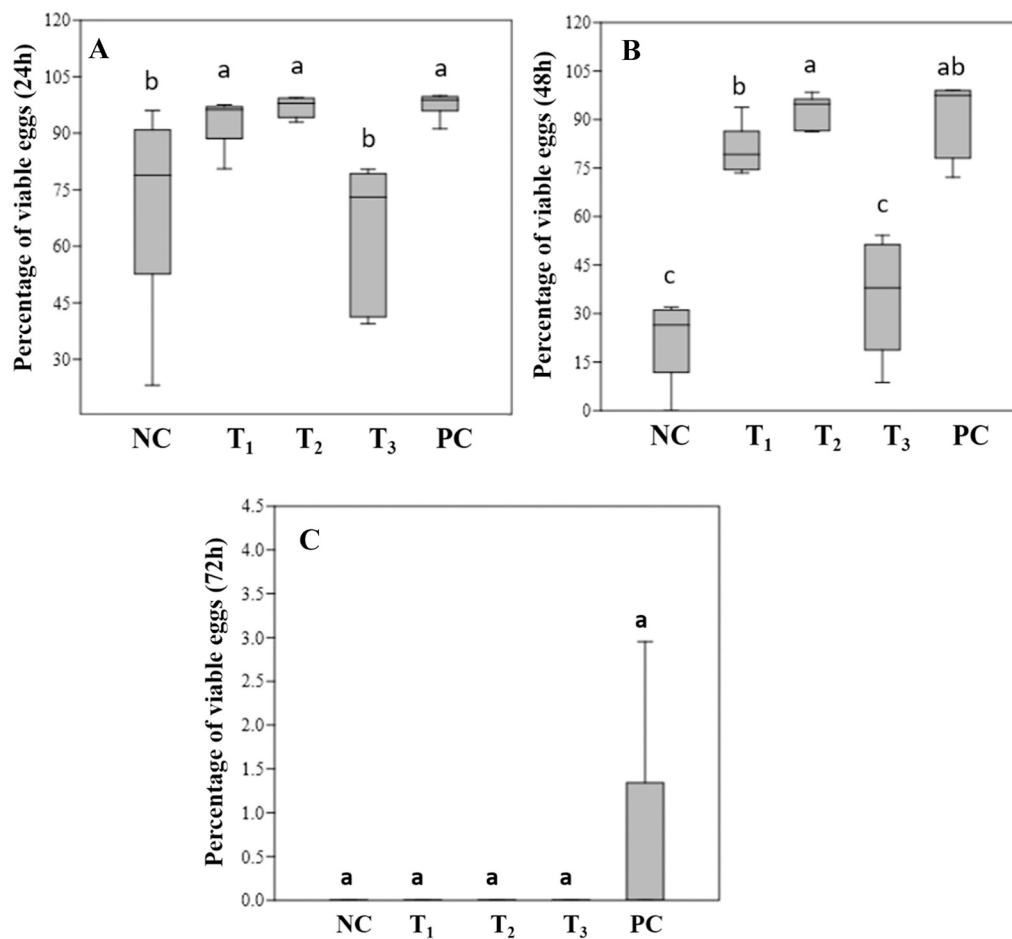 Percentage of viable eggs (24h)
A
120
105
90
75
60
45
30
b
a
a
b
a
NC T₁ T₂ T₃ PC
Percentage of viable eggs (48h)
B
120
105
90
75
60
45
30
15
0
c
b
a
c
ab
NC T₁ T₂ T₃ PC
Percentage of viable eggs (72h)
C
4.5
4.0
3.5
3.0
2.5
2.0
1.5
1.0
0.5
0.0
a
a
a
a
a
NC T₁ T₂ T₃ PC